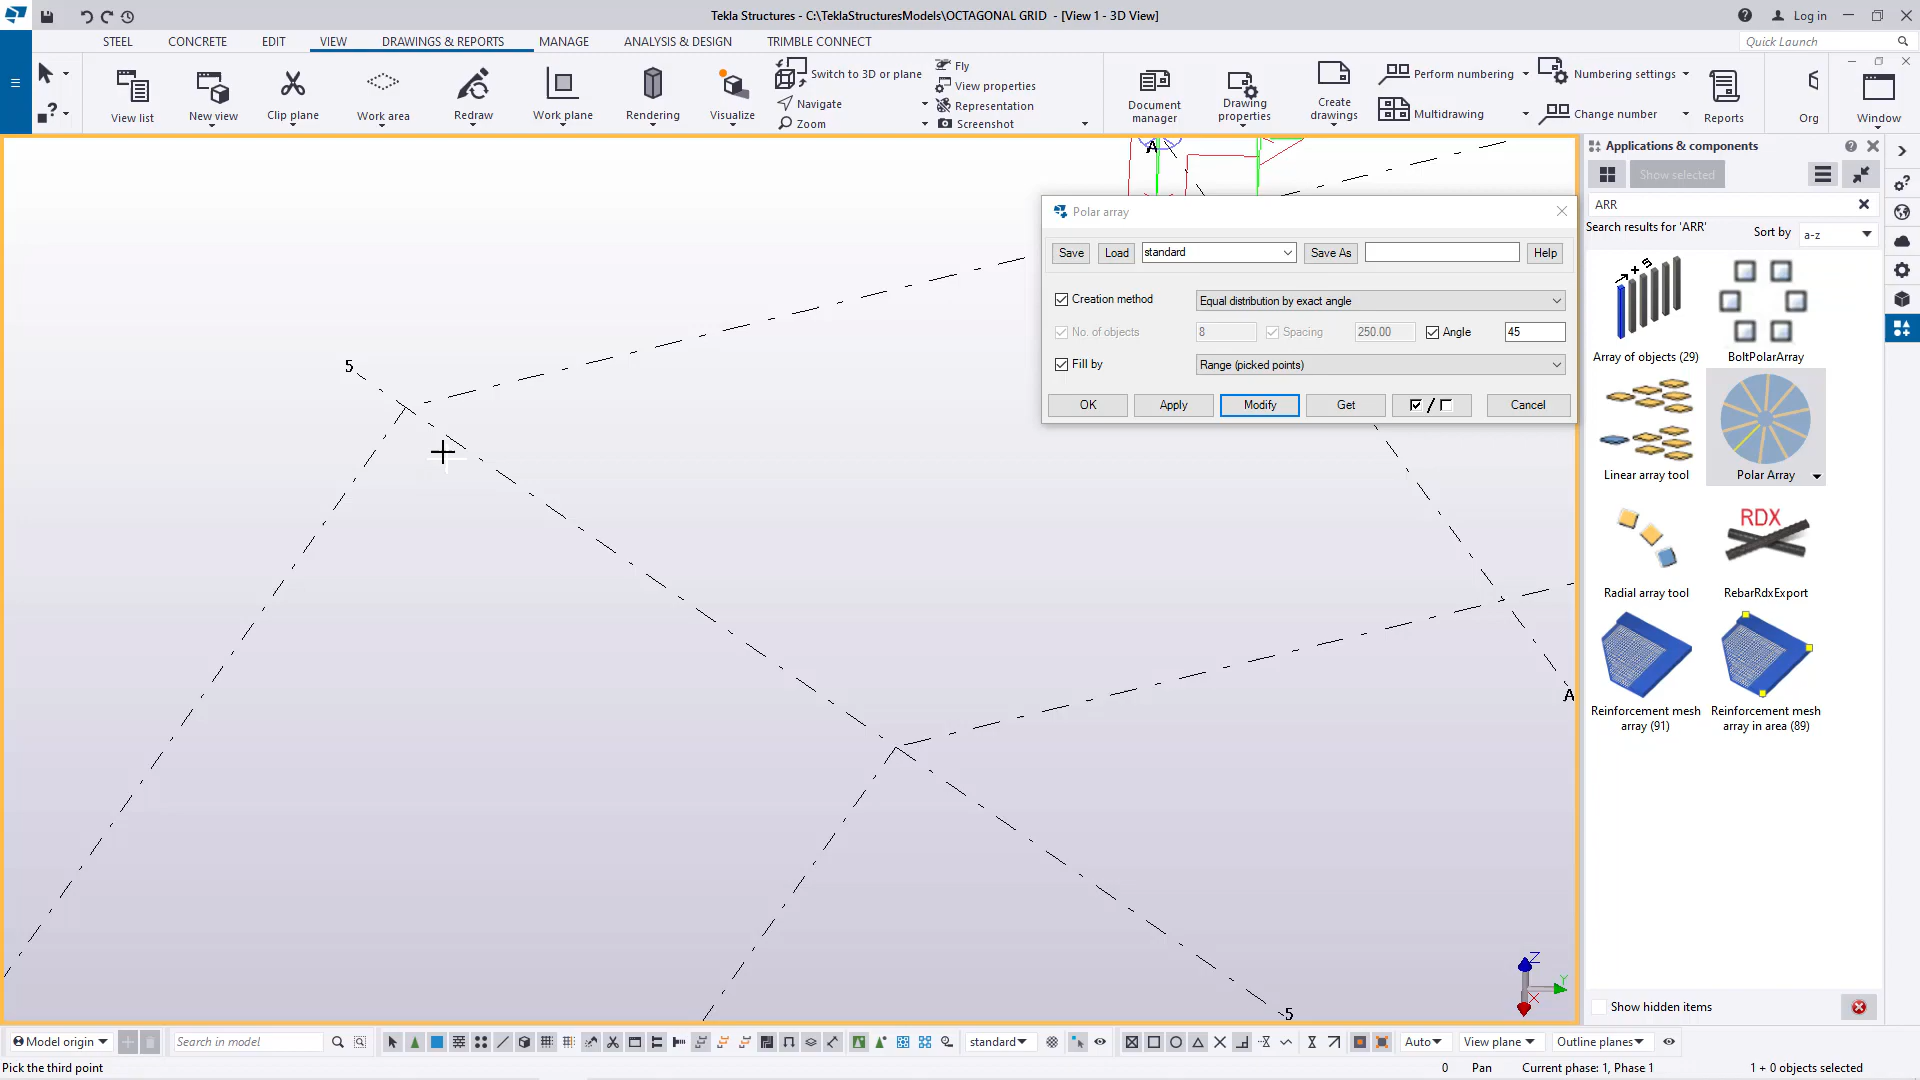 Tekla Structures - C:\TeklaStructuresModels\OCTAGONAL GRID - [View 1 - 3D View]
Log in
STEEL
CONCRETE
EDIT
VIEW
DRAWINGS & REPORTS
MANAGE
ANALYSIS & DESIGN
TRIMBLE CONNECT
Quick Launch
View list
New view
Clip plane
Work area
Redraw
Work plane
Rendering
Visualize
Switch to 3D or plane
Navigate
Zoom
Fly
View properties
Representation
Screenshot
Document manager
Drawing properties
Create drawings
Perform numbering
Multidrawing
Numbering settings
Change number
Reports
Org
Window
A
5
A
5
Z
Y
X
Polar array
Save
Load
standard
Save As
Help
Creation method
Equal distribution by exact angle
No. of objects
8
Spacing
250.00
Angle
45
Fill by
Range (picked points)
OK
Apply
Modify
Get
/
Cancel
Applications & components
Show selected
ARR
Search results for 'ARR'
Sort by
a-z
Array of objects (29)
BoltPolarArray
Linear array tool
Polar Array
Radial array tool
RDX
RebarRdxExport
Reinforcement mesh array (91)
Reinforcement mesh array in area (89)
Show hidden items
Model origin
Search in model
standard
Auto
View plane
Outline planes
Pick the third point
0
Pan
Current phase: 1, Phase 1
1 + 0 objects selected